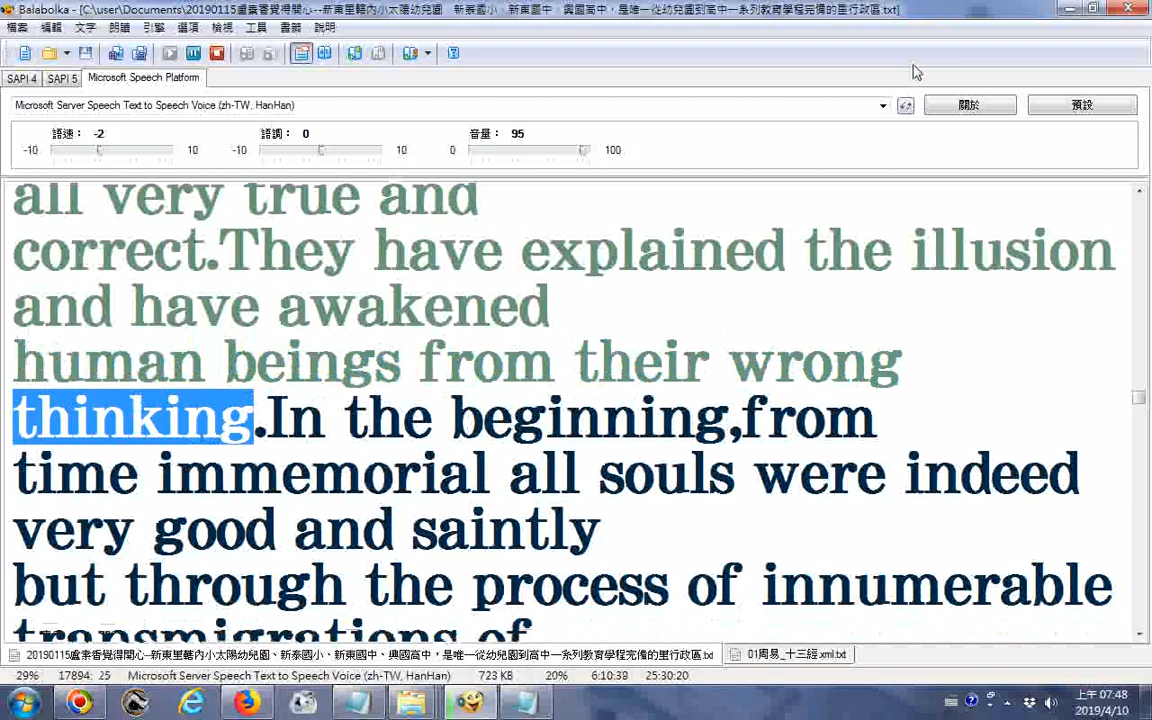 Balabolka - [C:\user\Documents\20190115盧素香覺得開心--新東里轄內小太陽幼兒園、新泰國小、新東國中、興國高中，是唯一從幼兒園到高中一系列教育學程完備的里行政區.txt]
檔案 編輯 文字 朗讀 引擎 選項 檢視 工具 書籤 說明
SAPI 4 SAPI 5 Microsoft Speech Platform
Microsoft Server Speech Text to Speech Voice (zh-TW, HanHan) 關於 預設
語速： -2 語調： 0 音量： 95
-10 10 -10 10 0 100
all very true and
correct.They have explained the illusion
and have awakened
human beings from their wrong
thinking.In the beginning,from
time immemorial all souls were indeed
very good and saintly
but through the process of innumerable
transmigrations of
20190115盧素香覺得開心--新東里轄內小太陽幼兒園、新泰國小、新東國中、興國高中，是唯一從幼兒園到高中一系列教育學程完備的里行政區.txt 01周易_十三經.xml.txt
29% 17894: 25 Microsoft Server Speech Text to Speech Voice (zh-TW, HanHan) 723 KB 20% 6:10:38 25:30:20
上午 07:48
2019/4/10